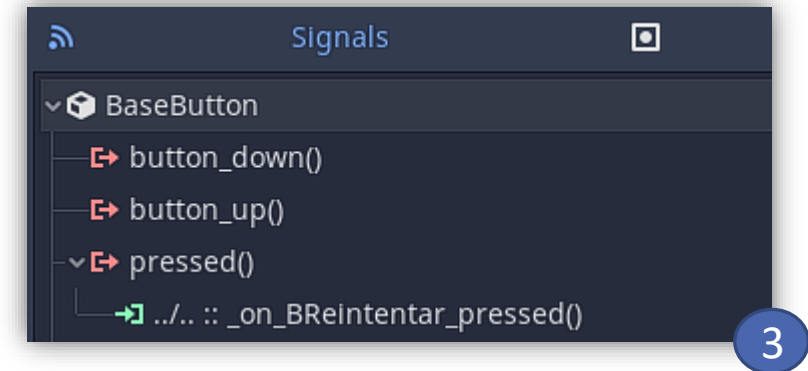 Signals
BaseButton
button_down()
button_up()
pressed()
../.. :: _on_BReintentar_pressed()
3